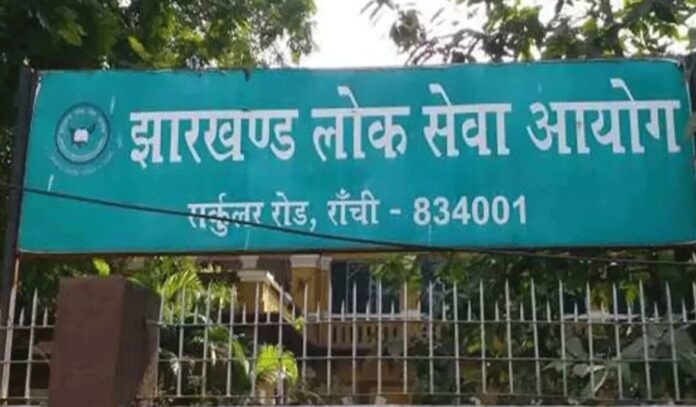 झारखण्ड लोक सेवा आयोग
सर्कुलर रोड, राँची - 834001